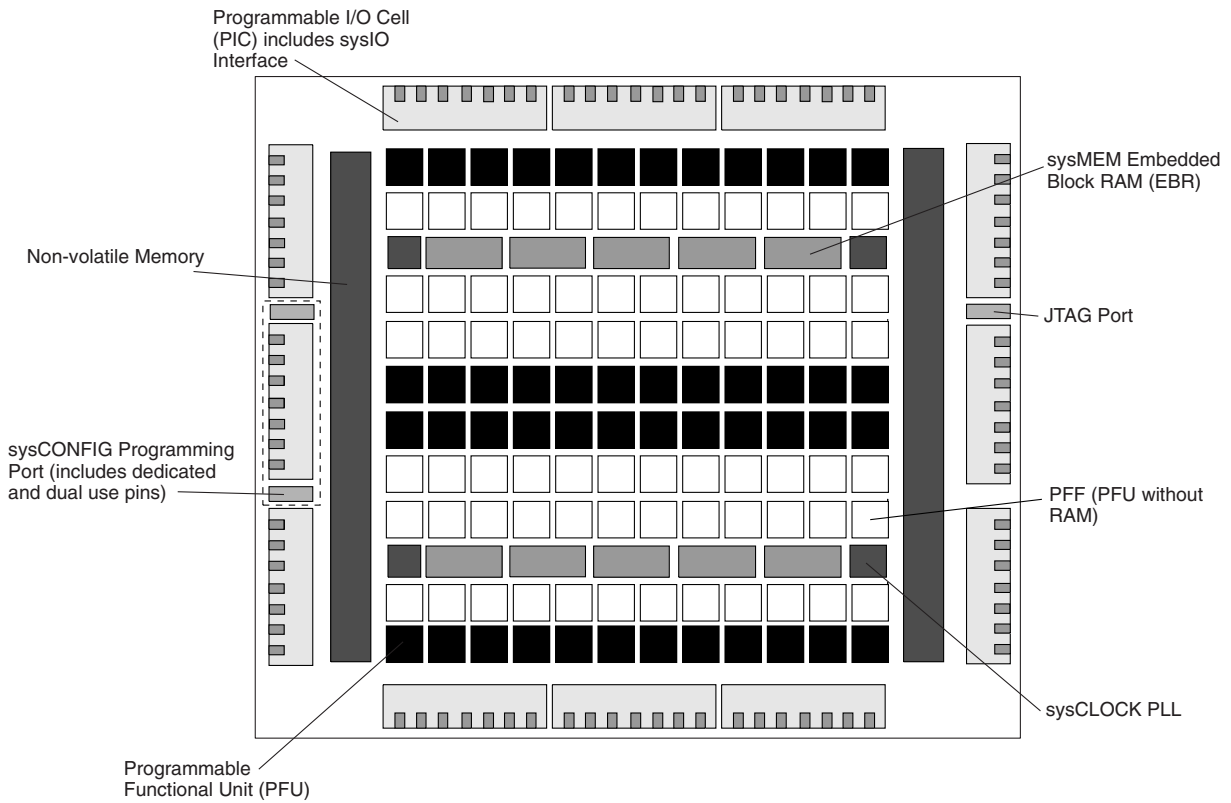 Programmable I/O Cell
(PIC) includes sysIO
Interface
sysMEM Embedded
Block RAM (EBR)
Non-volatile Memory
JTAG Port
sysCONFIG Programming
Port (includes dedicated
and dual use pins)
PFF (PFU without
RAM)
sysCLOCK PLL
Programmable
Functional Unit (PFU)